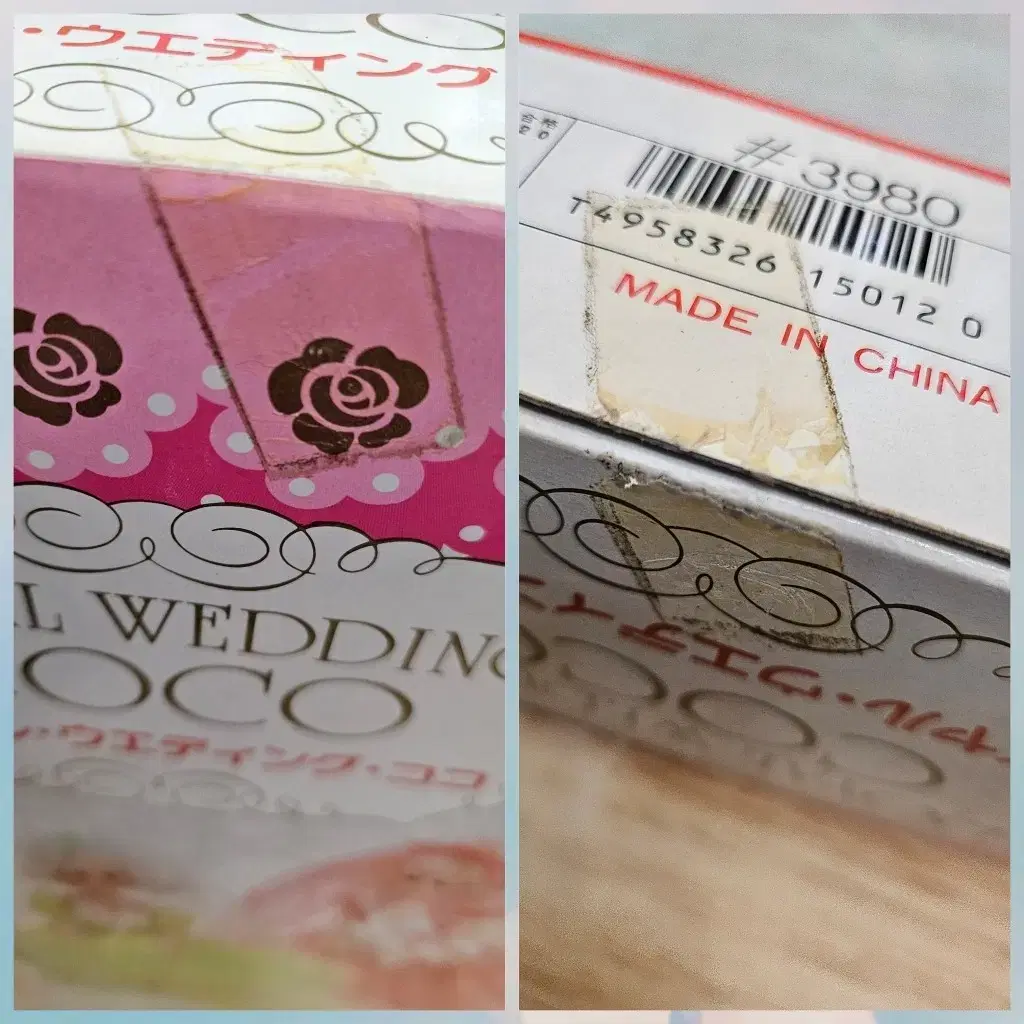 ・ウエディング
L WEDDING
OCO
・ウエディング・ココ
#3980
T4958326 15012 0
MADE IN CHINA